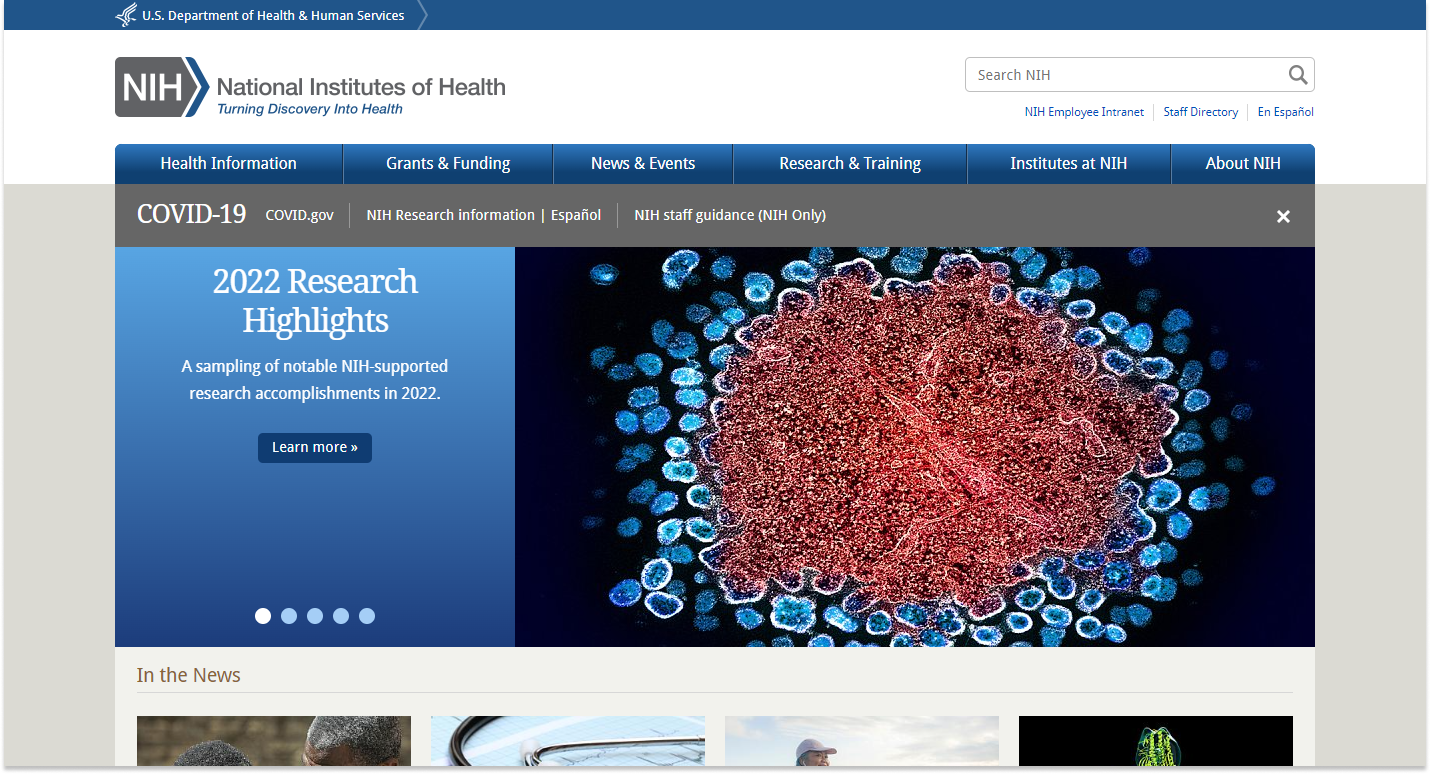 U.S. Department of Health & Human Services
NIH
National Institutes of Health
Turning Discovery Into Health
Search NIH
NIH Employee Intranet
Staff Directory
En Español
Health Information
Grants & Funding
News & Events
Research & Training
Institutes at NIH
About NIH
COVID-19
COVID.gov
NIH Research information | Español
NIH staff guidance (NIH Only)
2022 Research
Highlights
A sampling of notable NIH-supported
research accomplishments in 2022.
Learn more »
In the News